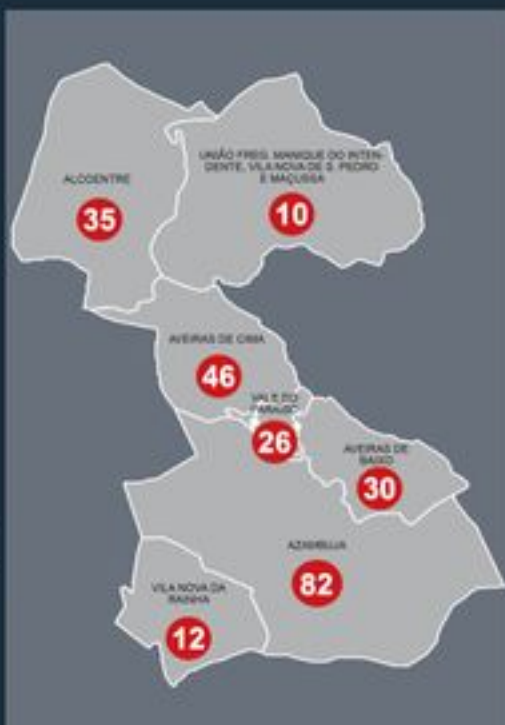 ALCOENTRE
35
UNIÃO FREG. MANIQUE DO INTEN-
DENTE, VILA NOVA DE S. PEDRO
E MAÇUSSA
10
AVEIRAS DE CIMA
46
VALE DO
PARAÍSO
26
AVEIRAS DE
BAIXO
30
AZAMBUJA
82
VILA NOVA DA
RAINHA
12